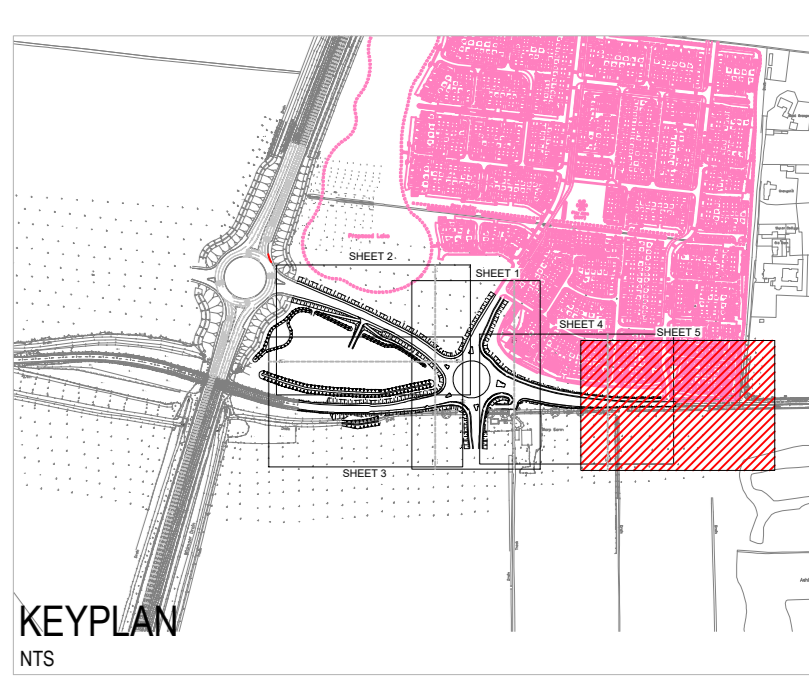 Proposed Lake
SHEET 2
SHEET 1
SHEET 4
SHEET 5
SHEET 3
KEYPLAN
NTS